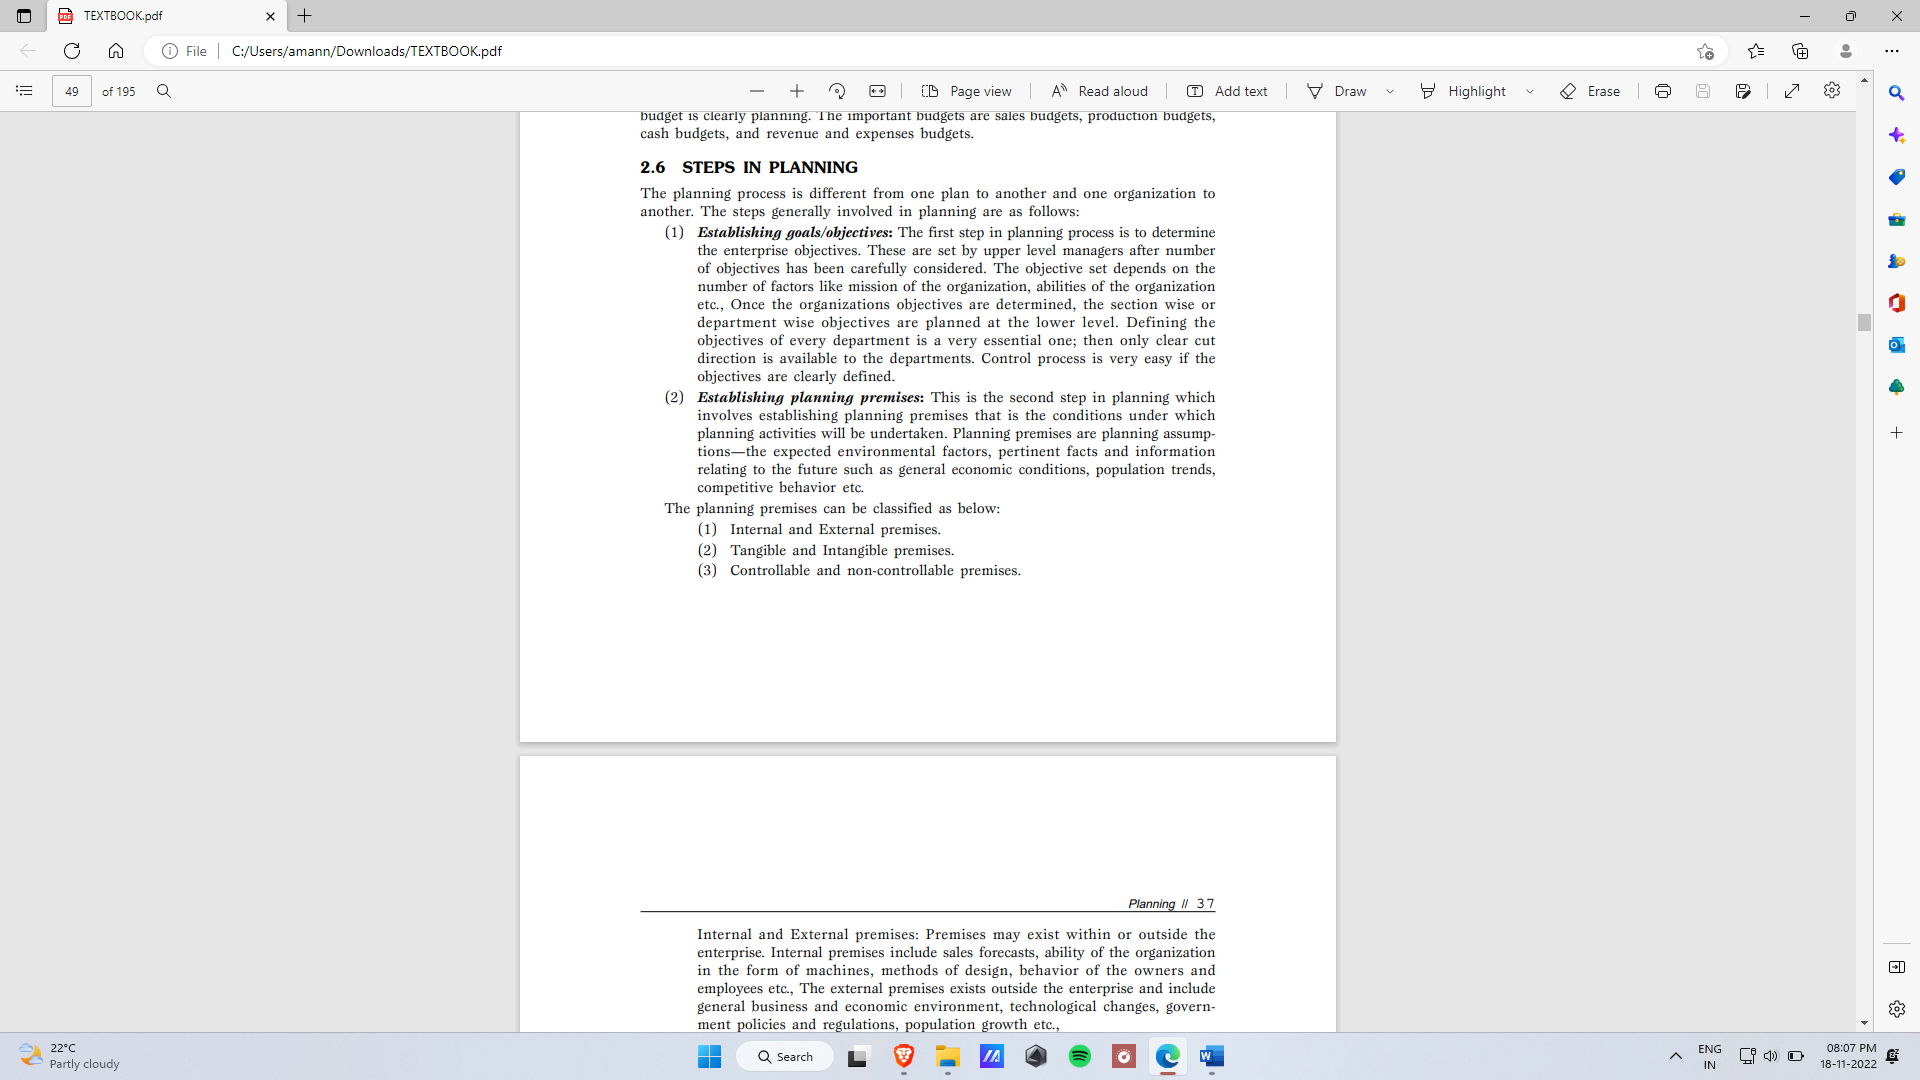 TEXTBOOK.pdf
File
C:/Users/amann/Downloads/TEXTBOOK.pdf
49 of 195
Page view
Read aloud
Add text
Draw
Highlight
Erase
budget is clearly planning. The important budgets are sales budgets, production budgets,
cash budgets, and revenue and expenses budgets.
2.6 STEPS IN PLANNING
The planning process is different from one plan to another and one organization to
another. The steps generally involved in planning are as follows:
(1) Establishing goals/objectives: The first step in planning process is to determine
the enterprise objectives. These are set by upper level managers after number
of objectives has been carefully considered. The objective set depends on the
number of factors like mission of the organization, abilities of the organization
etc., Once the organizations objectives are determined, the section wise or
department wise objectives are planned at the lower level. Defining the
objectives of every department is a very essential one; then only clear cut
direction is available to the departments. Control process is very easy if the
objectives are clearly defined.
(2) Establishing planning premises: This is the second step in planning which
involves establishing planning premises that is the conditions under which
planning activities will be undertaken. Planning premises are planning assump-
tions—the expected environmental factors, pertinent facts and information
relating to the future such as general economic conditions, population trends,
competitive behavior etc.
The planning premises can be classified as below:
(1) Internal and External premises.
(2) Tangible and Intangible premises.
(3) Controllable and non-controllable premises.
Planning // 37
Internal and External premises: Premises may exist within or outside the
enterprise. Internal premises include sales forecasts, ability of the organization
in the form of machines, methods of design, behavior of the owners and
employees etc., The external premises exists outside the enterprise and include
general business and economic environment, technological changes, govern-
ment policies and regulations, population growth etc.,
22°C
Partly cloudy
Search
ENG
IN
08:07 PM
18-11-2022